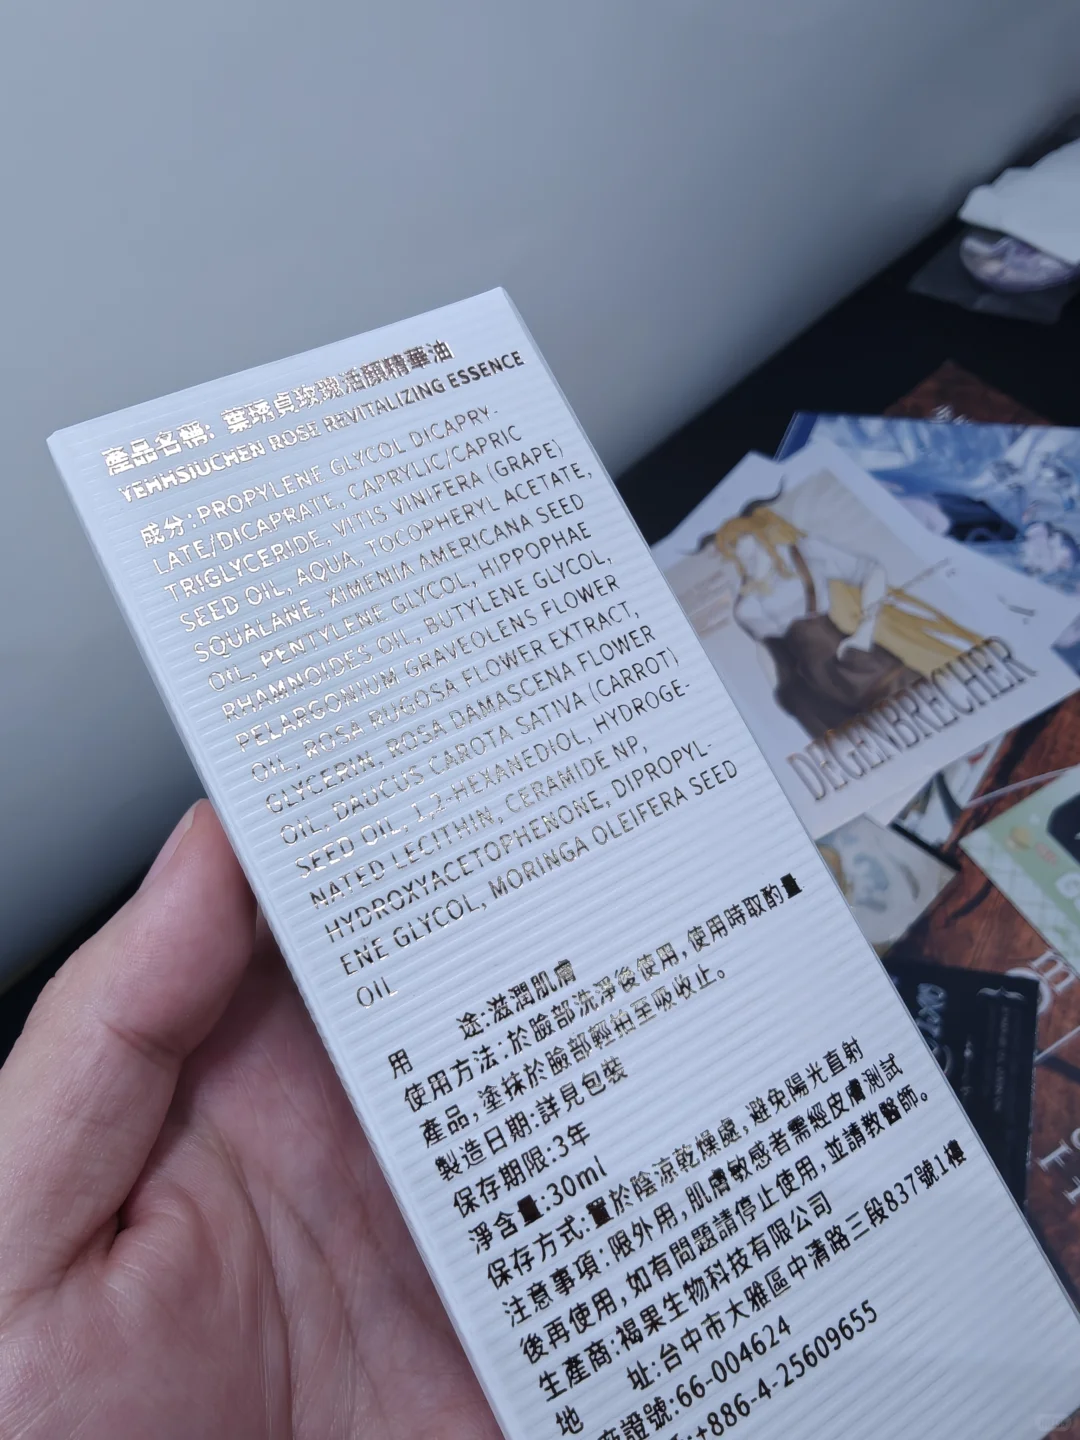 產品名稱: 葉琇貞玫瑰活顏精華油
YEHHSIUCHEN ROSE REVITALIZING ESSENCE
成分:PROPYLENE GLYCOL DICAPRY-
LATE/DICAPRATE, CAPRYLIC/CAPRIC
TRIGLYCERIDE, VITIS VINIFERA (GRAPE)
SEED OIL, AQUA, TOCOPHERYL ACETATE,
SQUALANE, XIMENIA AMERICANA SEED
OIL, PENTYLENE GLYCOL, HIPPOPHAE
RHAMNOIDES OIL, BUTYLENE GLYCOL,
PELARGONIUM GRAVEOLENS FLOWER
OIL, ROSA RUGOSA FLOWER EXTRACT,
GLYCERIN, ROSA DAMASCENA FLOWER
OIL, DAUCUS CAROTA SATIVA (CARROT)
SEED OIL, 1,2-HEXANEDIOL, HYDROGE-
NATED LECITHIN, CERAMIDE NP,
HYDROXYACETOPHENONE, DIPROPYL-
ENE GLYCOL, MORINGA OLEIFERA SEED
OIL
用 途:滋潤肌膚
使用方法:於臉部洗淨後使用,使用時取酌量
產品,塗抹於臉部輕拍至吸收止。
製造日期:詳見包裝
保存期限:3年
淨含量:30ml
保存方式:置於陰涼乾燥處,避免陽光直射
注意事項:限外用,肌膚敏感者需經皮膚測試
後再使用,如有問題請停止使用,並請教醫師。
生產商:褐果生物科技有限公司
地 址:台中市大雅區中清路三段837號1樓
廠證號:66-004624
+886-4-25609655
DEGENBRECHER